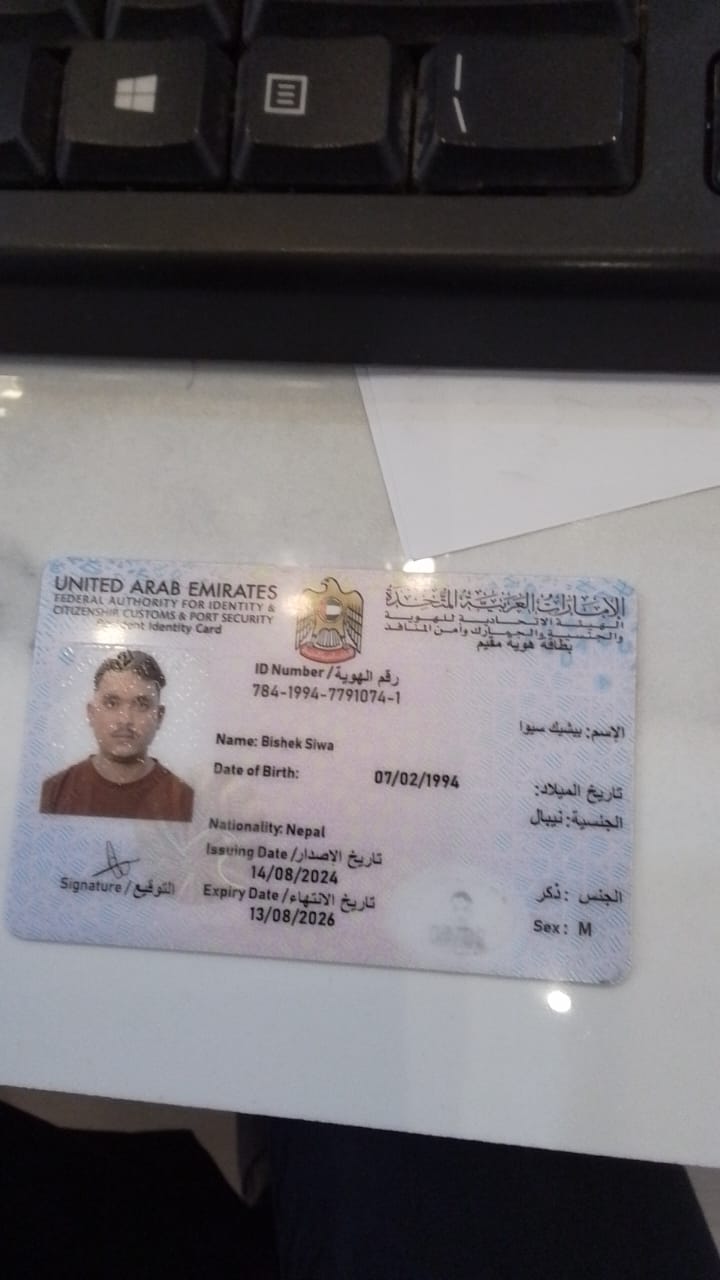 UNITED ARAB EMIRATES
FEDERAL AUTHORITY FOR IDENTITY &
CITIZENSHIP CUSTOMS & PORT SECURITY
Resident Identity Card
الإمارات العربية المتحدة
الهيئة الاتحادية للهوية
والجنسية والجمارك وأمن المنافذ
بطاقة هوية مقيم
ID Number / رقم الهوية
784-1994-7791074-1
الإسم: بيشيك سيوا
Name: Bishek Siwa
Date of Birth: 07/02/1994 تاريخ الميلاد:
الجنسية: نيبال
Nationality: Nepal
Issuing Date / تاريخ الإصدار
14/08/2024
Expiry Date / تاريخ الانتهاء
13/08/2026
الجنس: ذكر
Sex: M
Signature / التوقيع